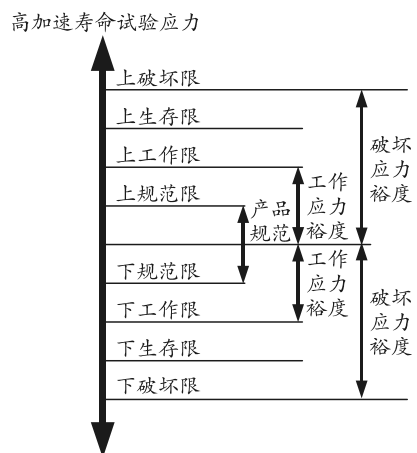 高加速寿命试验应力
上破坏限
上生存限
上工作限
上规范限
下规范限
下工作限
下生存限
下破坏限
产品
规范
工作
应力
裕度
工作
应力
裕度
破坏
应力
裕度
破坏
应力
裕度